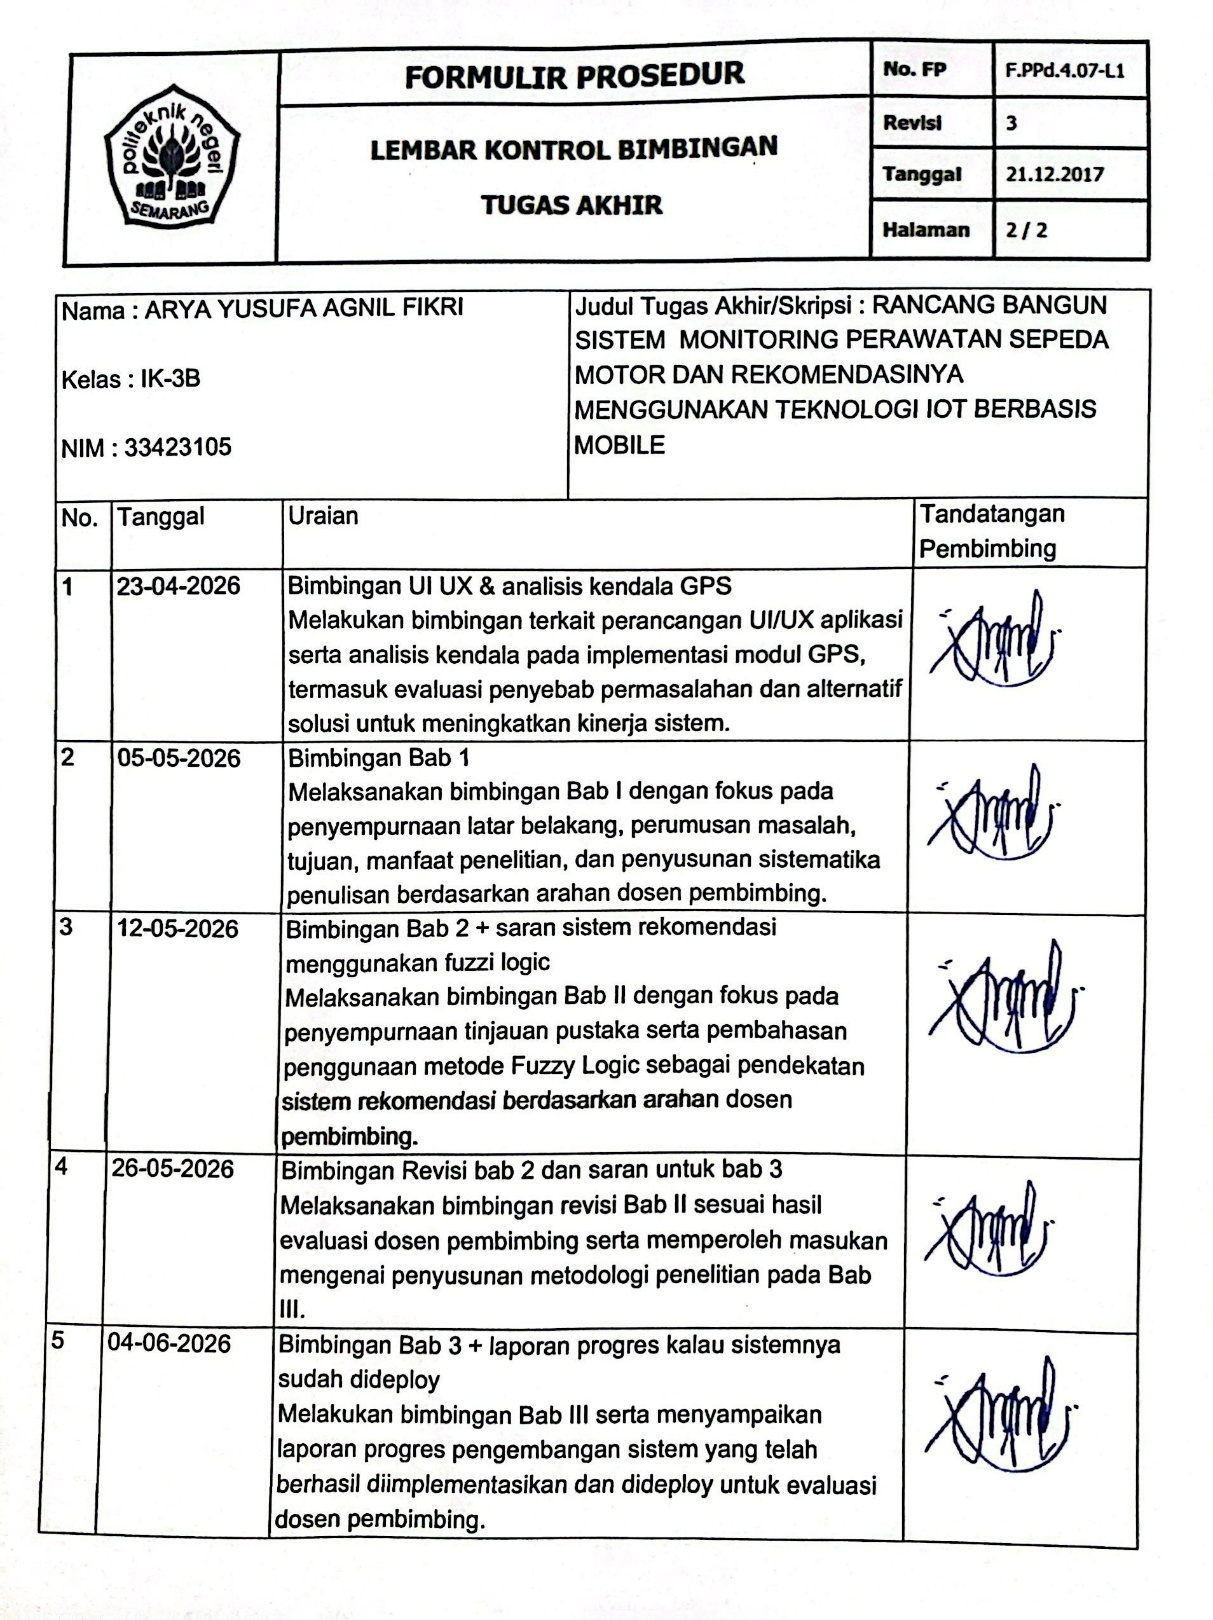 politeknik negeri
SEMARANG
FORMULIR PROSEDUR
LEMBAR KONTROL BIMBINGAN
TUGAS AKHIR
No. FP
F.PPd.4.07-L1
Revisi
3
Tanggal
21.12.2017
Halaman
2 / 2
Nama : ARYA YUSUFA AGNIL FIKRI
Kelas : IK-3B
NIM : 33423105
Judul Tugas Akhir/Skripsi : RANCANG BANGUN
SISTEM MONITORING PERAWATAN SEPEDA
MOTOR DAN REKOMENDASINYA
MENGGUNAKAN TEKNOLOGI IOT BERBASIS
MOBILE
No.
Tanggal
Uraian
Tandatangan
Pembimbing
1
23-04-2026
Bimbingan UI UX & analisis kendala GPS
Melakukan bimbingan terkait perancangan UI/UX aplikasi
serta analisis kendala pada implementasi modul GPS,
termasuk evaluasi penyebab permasalahan dan alternatif
solusi untuk meningkatkan kinerja sistem.
2
05-05-2026
Bimbingan Bab 1
Melaksanakan bimbingan Bab I dengan fokus pada
penyempurnaan latar belakang, perumusan masalah,
tujuan, manfaat penelitian, dan penyusunan sistematika
penulisan berdasarkan arahan dosen pembimbing.
3
12-05-2026
Bimbingan Bab 2 + saran sistem rekomendasi
menggunakan fuzzi logic
Melaksanakan bimbingan Bab II dengan fokus pada
penyempurnaan tinjauan pustaka serta pembahasan
penggunaan metode Fuzzy Logic sebagai pendekatan
sistem rekomendasi berdasarkan arahan dosen
pembimbing.
4
26-05-2026
Bimbingan Revisi bab 2 dan saran untuk bab 3
Melaksanakan bimbingan revisi Bab II sesuai hasil
evaluasi dosen pembimbing serta memperoleh masukan
mengenai penyusunan metodologi penelitian pada Bab
III.
5
04-06-2026
Bimbingan Bab 3 + laporan progres kalau sistemnya
sudah dideploy
Melakukan bimbingan Bab III serta menyampaikan
laporan progres pengembangan sistem yang telah
berhasil diimplementasikan dan dideploy untuk evaluasi
dosen pembimbing.